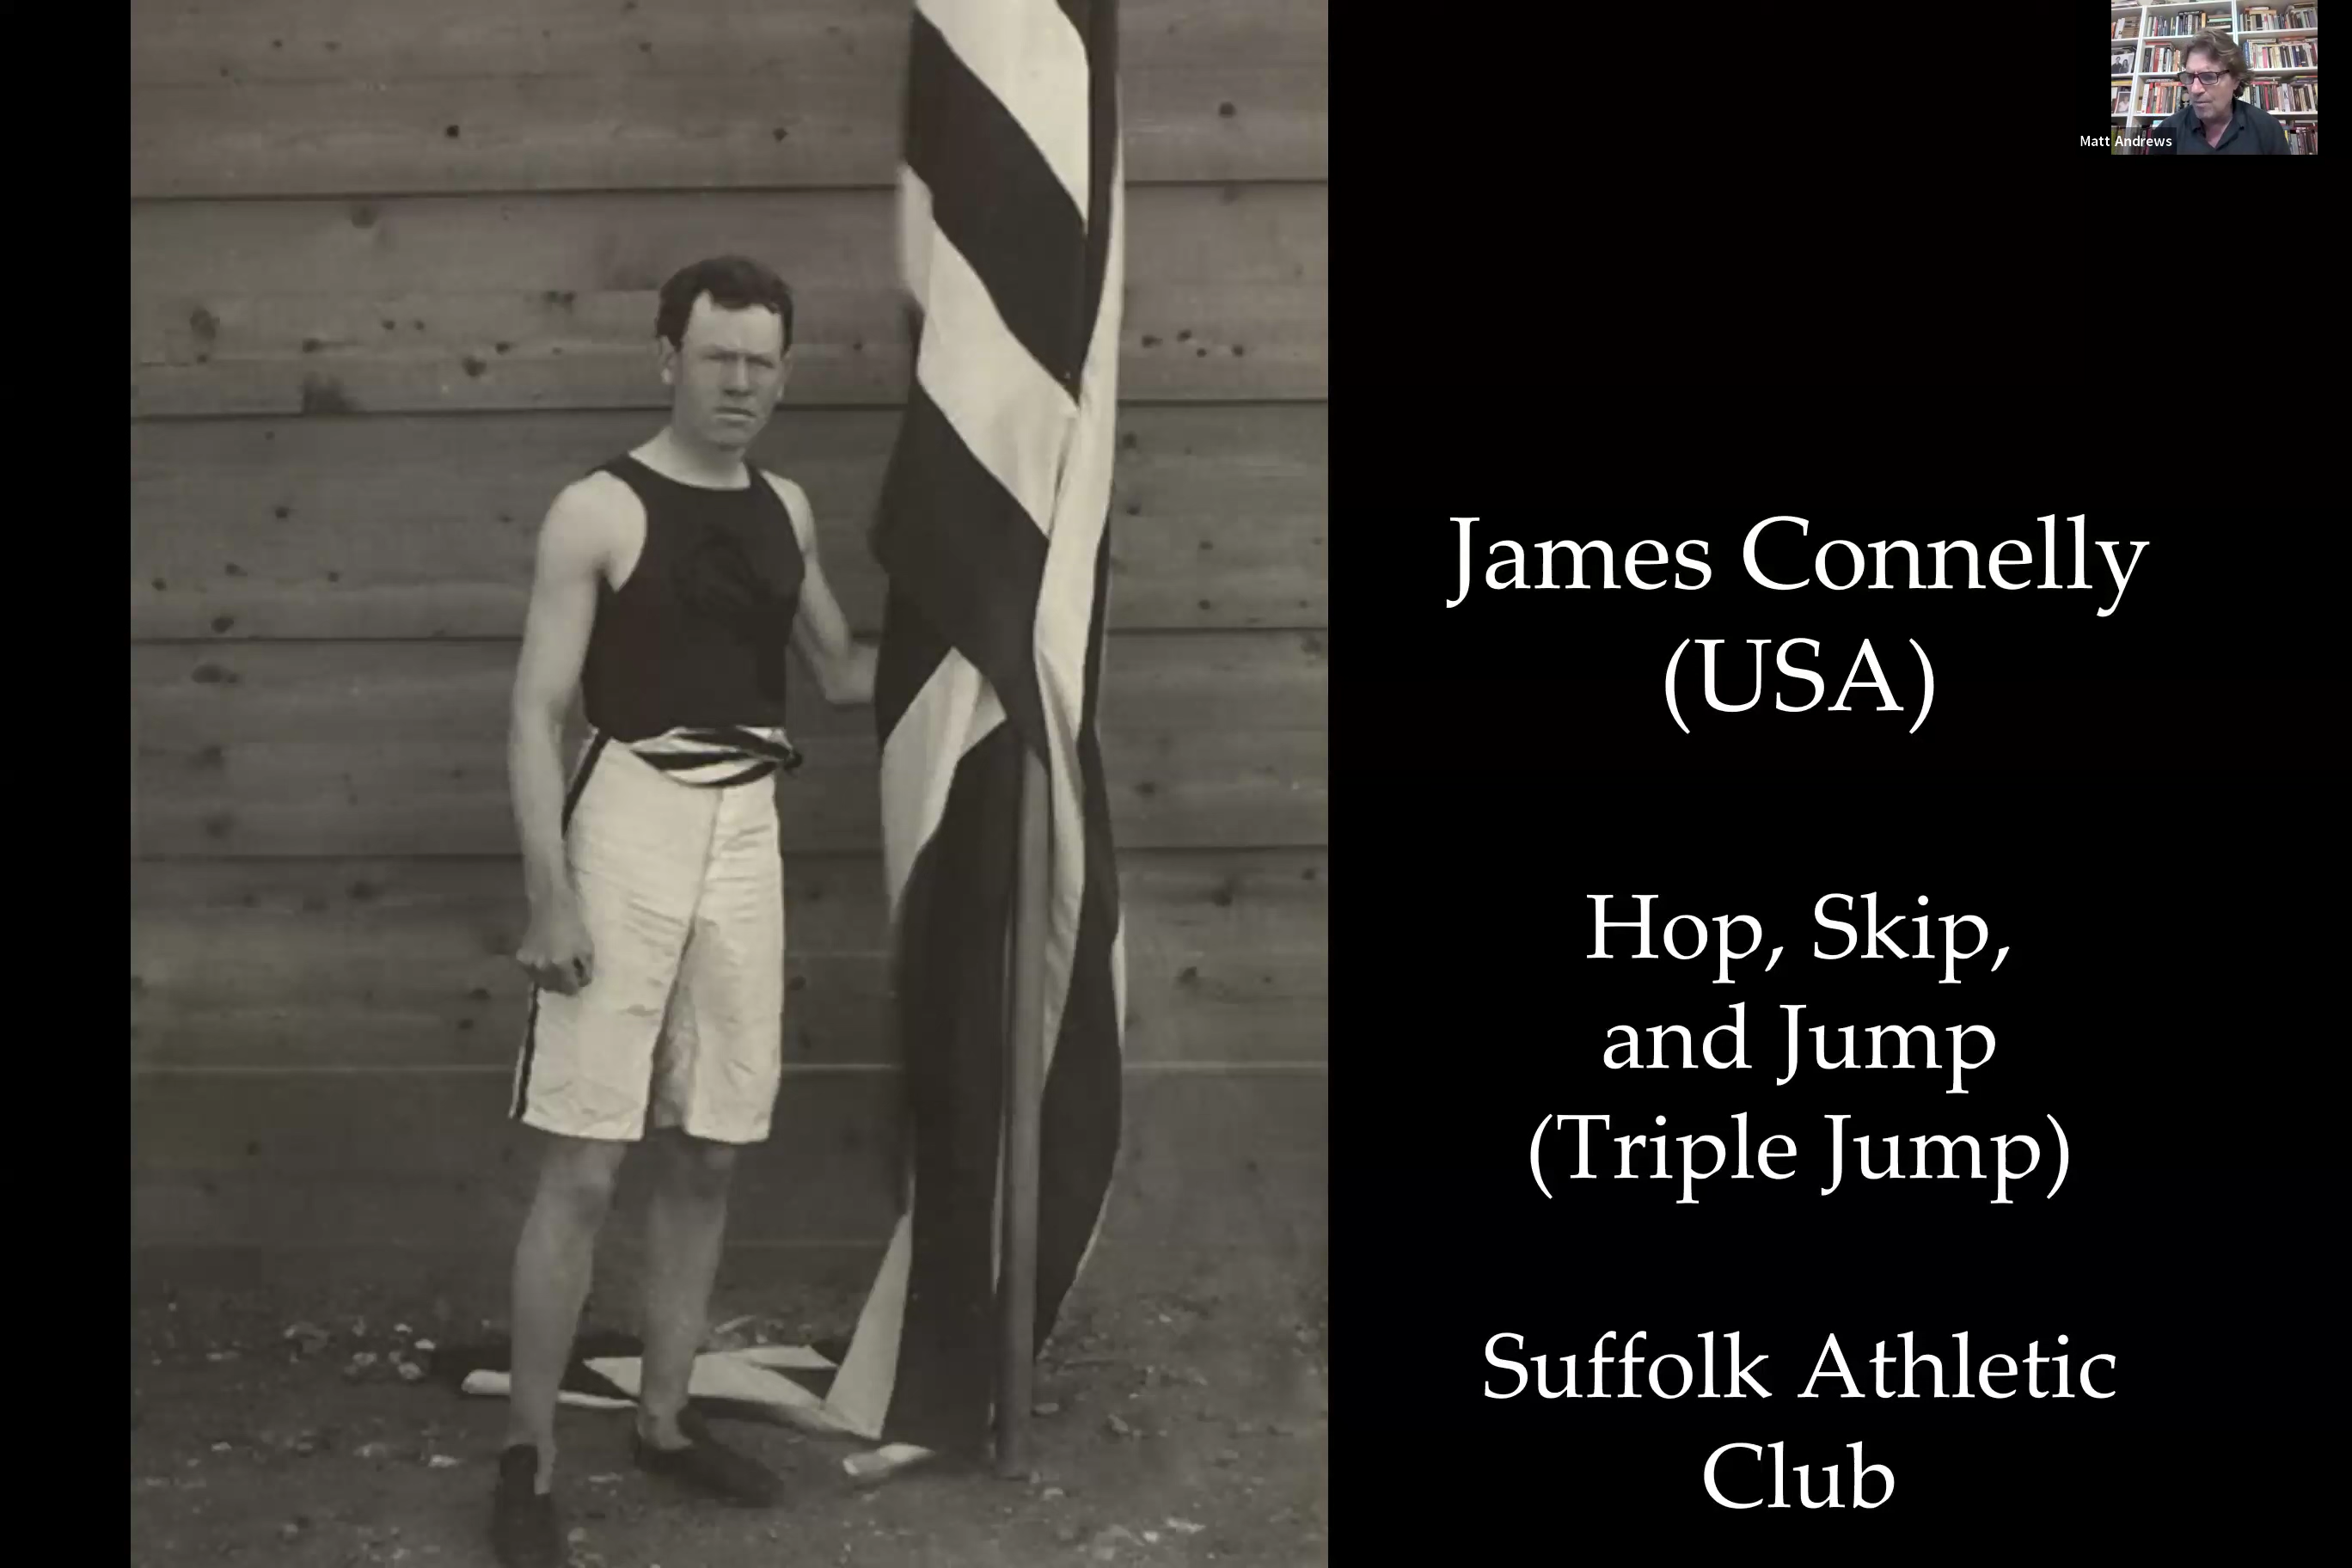 Matt Andrews
James Connelly
(USA)
Hop, Skip,
and Jump
(Triple Jump)
Suffolk Athletic
Club